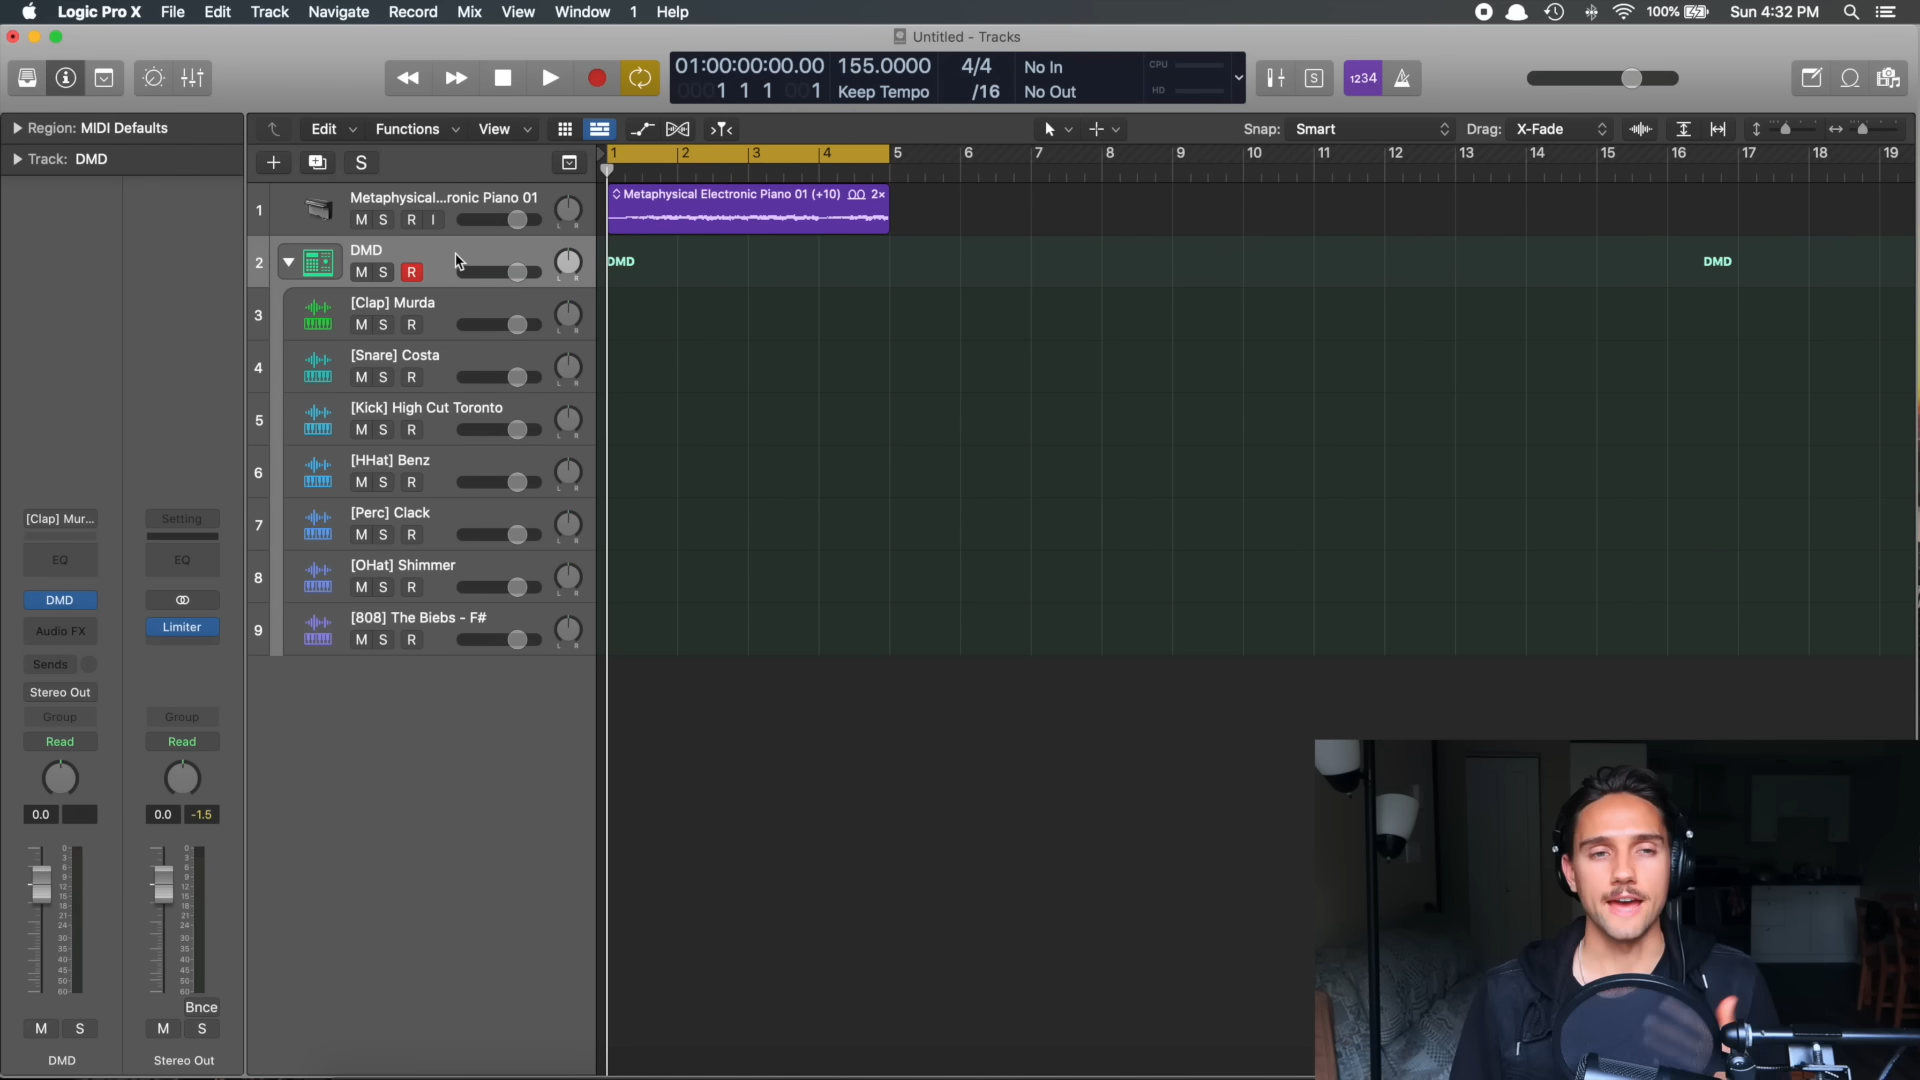 Logic Pro X File Edit Track Navigate Record Mix View Window 1 Help 100% Sun 4:32 PM
Untitled - Tracks
01:00:00:00.00 155.0000 4/4 No In CPU
0001 1 1 001 Keep Tempo /16 No Out HD
S 1234
Region: MIDI Defaults
Edit Functions View Snap: Smart Drag: X-Fade
Track: DMD
S
1 2 3 4 5 6 7 8 9 10 11 12 13 14 15 16 17 18 19
1 Metaphysical...ronic Piano 01
M S R I L R
Metaphysical Electronic Piano 01 (+10) 2x
2 DMD
M S R L R
DMD DMD
3 [Clap] Murda
M S R L R
4 [Snare] Costa
M S R L R
5 [Kick] High Cut Toronto
M S R L R
6 [HHat] Benz
M S R L R
7 [Perc] Clack
M S R L R
8 [OHat] Shimmer
M S R L R
9 [808] The Biebs - F#
M S R L R
[Clap] Mur... Setting
EQ EQ
DMD
Audio FX Limiter
Sends
Stereo Out
Group Group
Read Read
0.0 0.0 -1.5
0 0
3 3
6 6
9 9
12 12
15 15
18 18
21 21
24 24
30 30
35 35
40 40
45 45
50 50
60 60
Bnce
M S M S
DMD Stereo Out